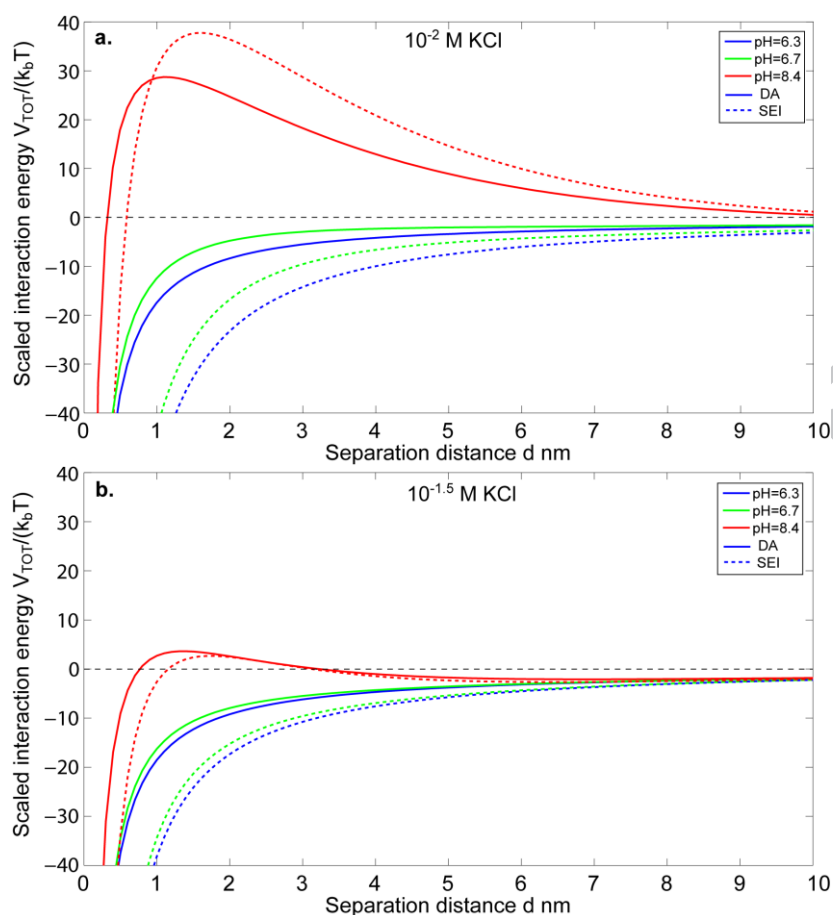 a.
10⁻² M KCl
pH=6.3
pH=6.7
pH=8.4
DA
SEI
Scaled interaction energy V_TOT/(k_bT)
40
30
20
10
0
−10
−20
−30
−40
0 1 2 3 4 5 6 7 8 9 10
Separation distance d nm
b.
10⁻¹·⁵ M KCl
pH=6.3
pH=6.7
pH=8.4
DA
SEI
Scaled interaction energy V_TOT/(k_bT)
40
30
20
10
0
−10
−20
−30
−40
0 1 2 3 4 5 6 7 8 9 10
Separation distance d nm